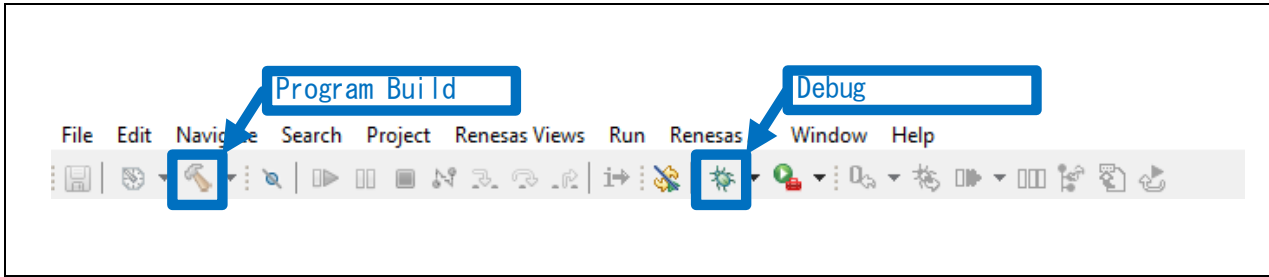 Program Build
Debug
File Edit Navigate Search Project Renesas Views Run Renesas Window Help